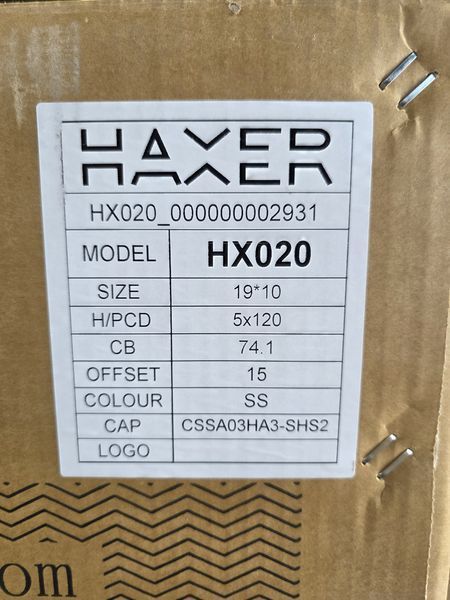 HAXER
HX020_000000002931
MODEL HX020
SIZE 19*10
H/PCD 5x120
CB 74.1
OFFSET 15
COLOUR SS
CAP CSSA03HA3-SHS2
LOGO
om